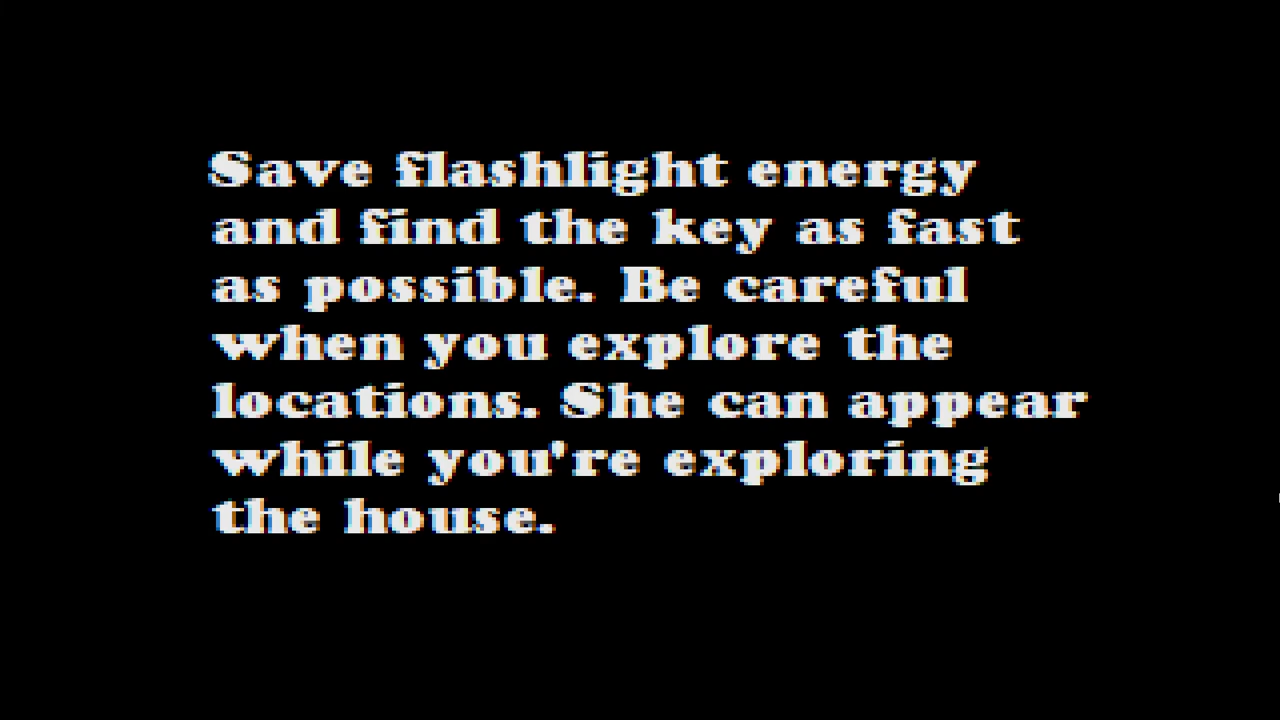 Save flashlight energy
and find the key as fast
as possible. Be careful
when you explore the
locations. She can appear
while you're exploring
the house.